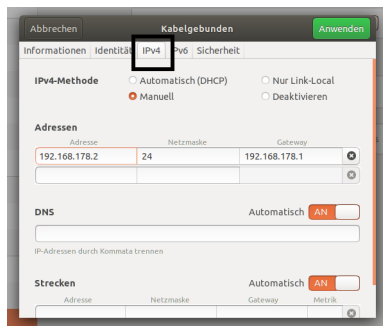 Abbrechen Kabelgebunden Anwenden
Informationen Identität IPv4 IPv6 Sicherheit
IPv4-Methode Automatisch (DHCP) Nur Link-Local
Manuell Deaktivieren
Adressen
Adresse Netzmaske Gateway
192.168.178.2 24 192.168.178.1
DNS Automatisch AN
IP-Adressen durch Kommata trennen
Strecken Automatisch AN
Adresse Netzmaske Gateway Metrik